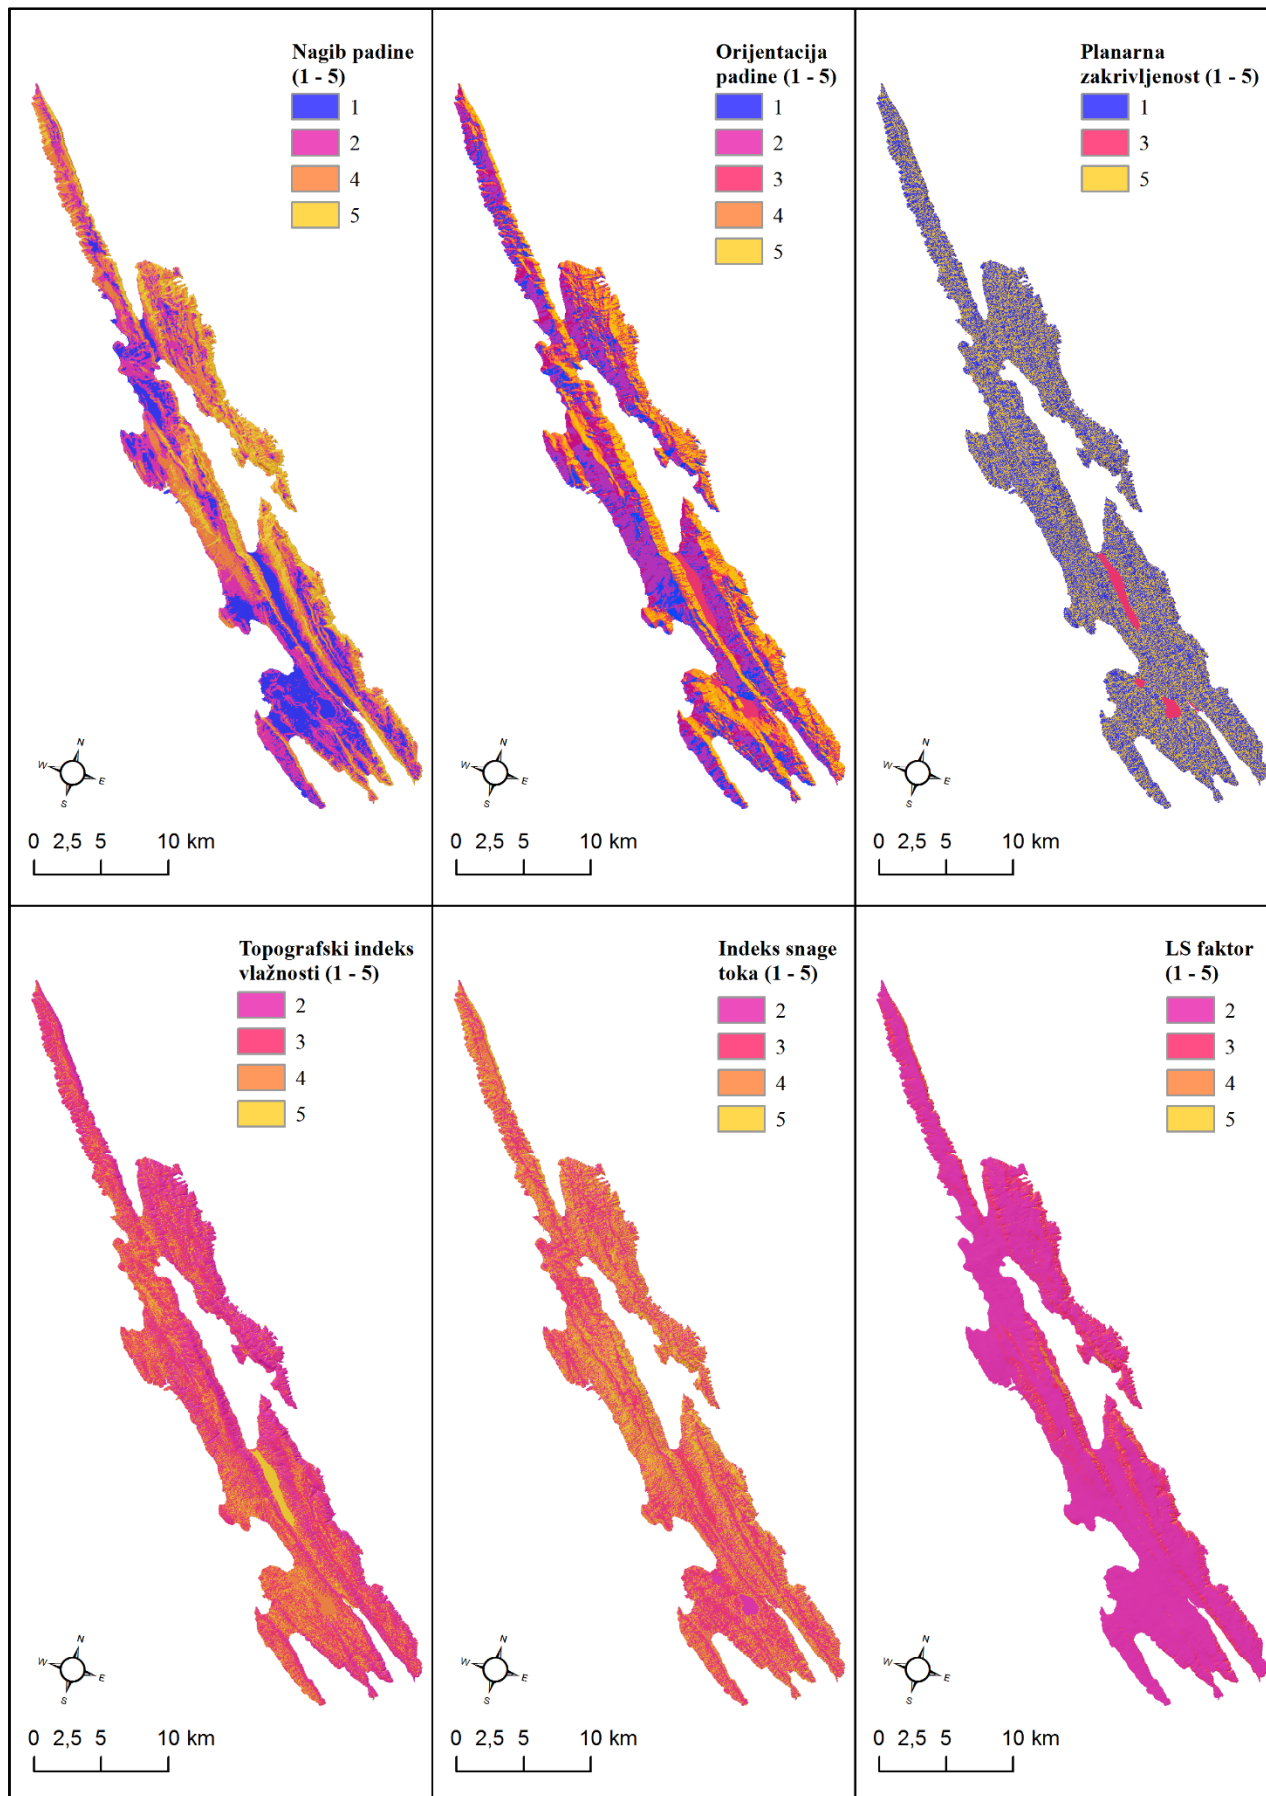 Nagib padine
(1 - 5)
1
2
4
5
N
W
E
S
0 2,5 5 10 km
Orijentacija
padine (1 - 5)
1
2
3
4
5
N
W
E
S
0 2,5 5 10 km
Planarna
zakrivljenost (1 - 5)
1
3
5
N
W
E
S
0 2,5 5 10 km
Topografski indeks
vlažnosti (1 - 5)
2
3
4
5
N
W
E
S
0 2,5 5 10 km
Indeks snage
toka (1 - 5)
2
3
4
5
N
W
E
S
0 2,5 5 10 km
LS faktor
(1 - 5)
2
3
4
5
N
W
E
S
0 2,5 5 10 km